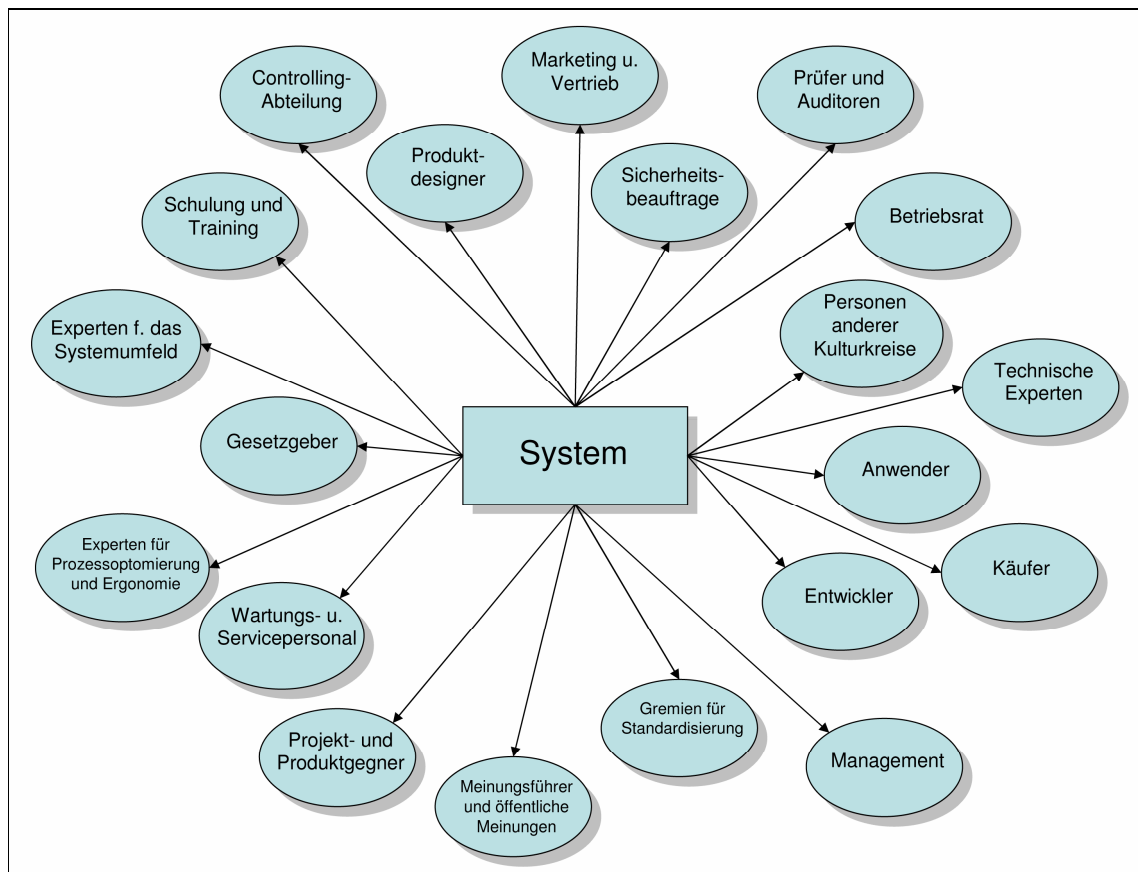 Marketing u.
Vertrieb
Controlling-
Abteilung
Prüfer und
Auditoren
Produkt-
designer
Sicherheits-
beauftrage
Schulung und
Training
Betriebsrat
Personen
anderer
Kulturkreise
Experten f. das
Systemumfeld
Technische
Experten
Gesetzgeber
System
Anwender
Experten für
Prozessoptomierung
und Ergonomie
Käufer
Entwickler
Wartungs- u.
Servicepersonal
Gremien für
Standardisierung
Projekt- und
Produktgegner
Management
Meinungsführer
und öffentliche
Meinungen